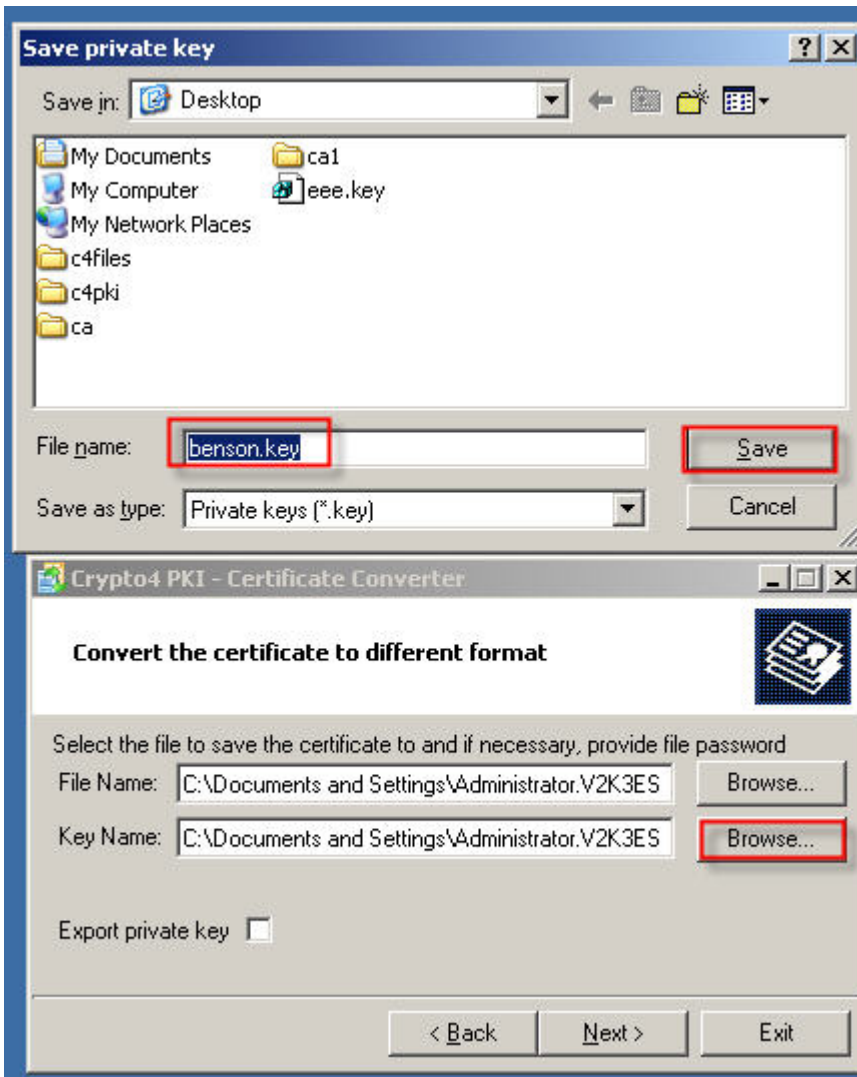 Save private key
Save in: Desktop
My Documents
My Computer
My Network Places
c4files
c4pki
ca
ca1
eee.key
File name: benson.key Save
Save as type: Private keys (*.key) Cancel
Crypto4 PKI - Certificate Converter
Convert the certificate to different format
Select the file to save the certificate to and if necessary, provide file password
File Name: C:\Documents and Settings\Administrator.V2K3ES Browse...
Key Name: C:\Documents and Settings\Administrator.V2K3ES Browse...
Export private key
< Back Next > Exit